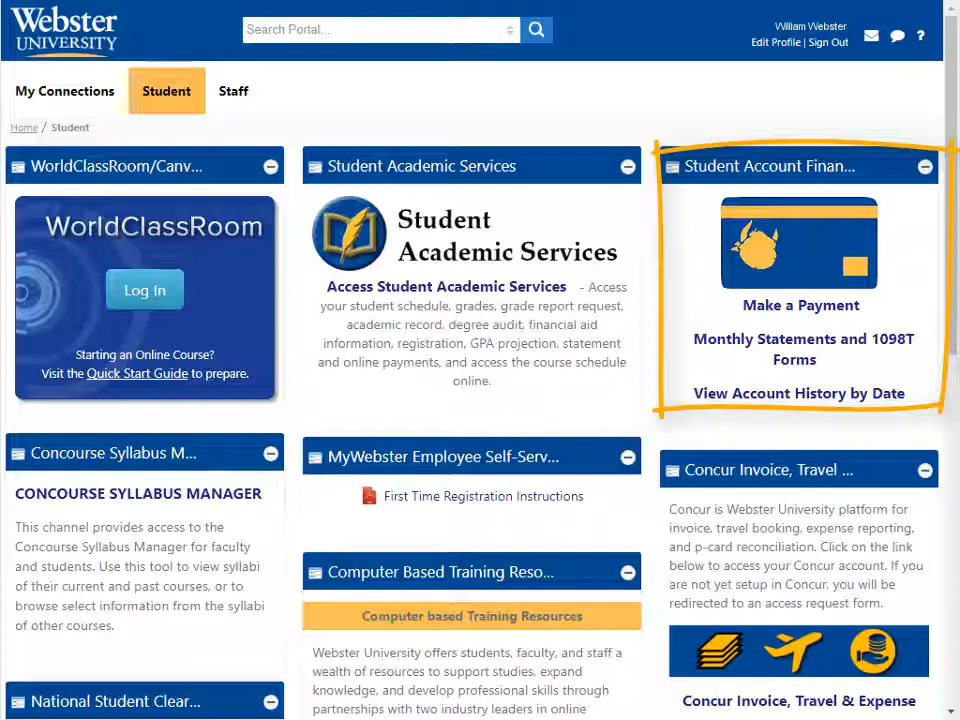 Webster
UNIVERSITY
Search Portal...
William Webster
Edit Profile | Sign Out
?
My Connections
Student
Staff
Home / Student
WorldClassRoom/Canv...
WorldClassRoom
Log In
Starting an Online Course?
Visit the Quick Start Guide to prepare.
Concourse Syllabus M...
CONCOURSE SYLLABUS MANAGER
This channel provides access to the
Concourse Syllabus Manager for faculty
and students. Use this tool to view syllabi
of their current and past courses, or to
browse select information from the syllabi
of other courses.
National Student Clear...
Student Academic Services
Student
Academic Services
Access Student Academic Services - Access
your student schedule, grades, grade report request,
academic record, degree audit, financial aid
information, registration, GPA projection. statement
and online payments, and access the course schedule
online.
MyWebster Employee Self-Serv...
First Time Registration Instructions
Computer Based Training Reso...
Computer based Training Resources
Webster University offers students, faculty, and staff a
wealth of resources to support studies, expand
knowledge, and develop professional skills through
partnerships with two industry leaders in online
Student Account Finan...
Make a Payment
Monthly Statements and 1098T
Forms
View Account History by Date
Concur Invoice, Travel ...
Concur is Webster University platform for
invoice, travel booking, expense reporting,
and p-card reconciliation. Click on the link
below to access your Concur account. If you
are not yet setup in Concur, you will be
redirected to an access request form.
Concur Invoice, Travel & Expense